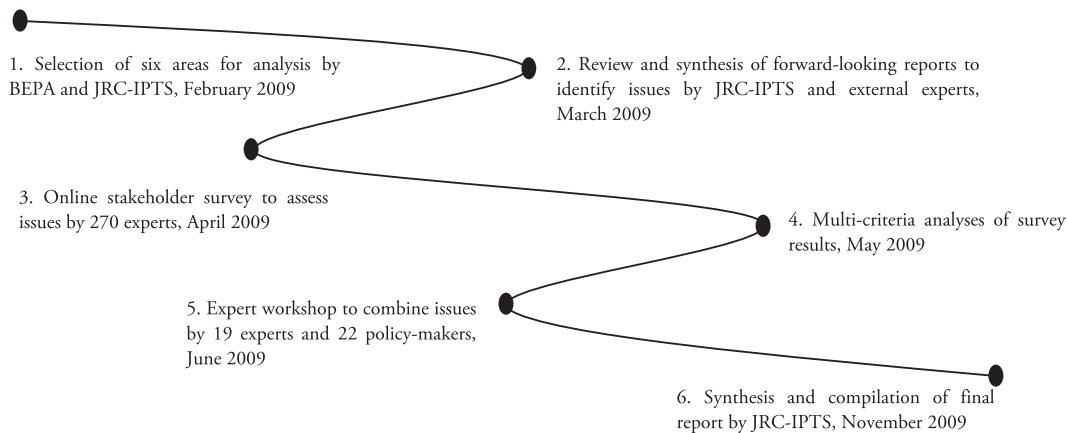 1. Selection of six areas for analysis by
BEPA and JRC-IPTS, February 2009
2. Review and synthesis of forward-looking reports to
identify issues by JRC-IPTS and external experts,
March 2009
3. Online stakeholder survey to assess
issues by 270 experts, April 2009
4. Multi-criteria analyses of survey
results, May 2009
5. Expert workshop to combine issues
by 19 experts and 22 policy-makers,
June 2009
6. Synthesis and compilation of final
report by JRC-IPTS, November 2009